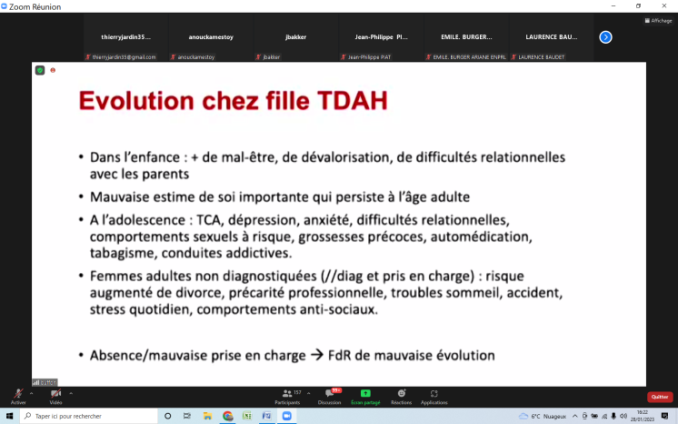 Zoom Réunion
Affichage
thierryjardin35...
anouckamestoy
jbakker
Jean-Philippe PI...
EMILE. BURGER...
LAURENCE BAU...
thierryjardin35@gmail.com
anouckamestoy
jbakker
Jean-Philippe PIAT
EMILE. BURGER ARIANE ENPRL
LAURENCE BAUDET
Evolution chez fille TDAH
• Dans l'enfance : + de mal-être, de dévalorisation, de difficultés relationnelles
avec les parents
• Mauvaise estime de soi importante qui persiste à l'âge adulte
• A l'adolescence : TCA, dépression, anxiété, difficultés relationnelles,
comportements sexuels à risque, grossesses précoces, automédication,
tabagisme, conduites addictives.
• Femmes adultes non diagnostiquées (//diag et pris en charge) : risque
augmenté de divorce, précarité professionnelle, troubles sommeil, accident,
stress quotidien, comportements anti-sociaux.
• Absence/mauvaise prise en charge → FdR de mauvaise évolution
Activer
Vidéo
157
Participants
Discussion
Écran partagé
Réactions
Applications
Quitter
Taper ici pour rechercher
6°C Nuageux
16:22
28/01/2023